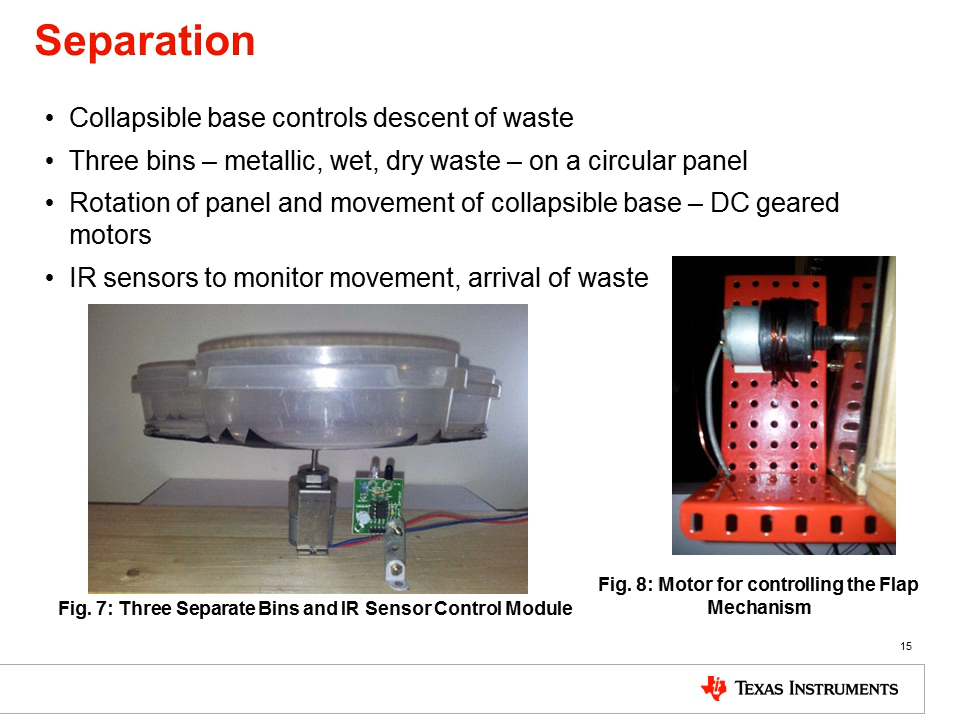 Separation
• Collapsible base controls descent of waste
• Three bins – metallic, wet, dry waste – on a circular panel
• Rotation of panel and movement of collapsible base – DC geared
motors
• IR sensors to monitor movement, arrival of waste
Fig. 7: Three Separate Bins and IR Sensor Control Module
Fig. 8: Motor for controlling the Flap
Mechanism
15
TEXAS INSTRUMENTS